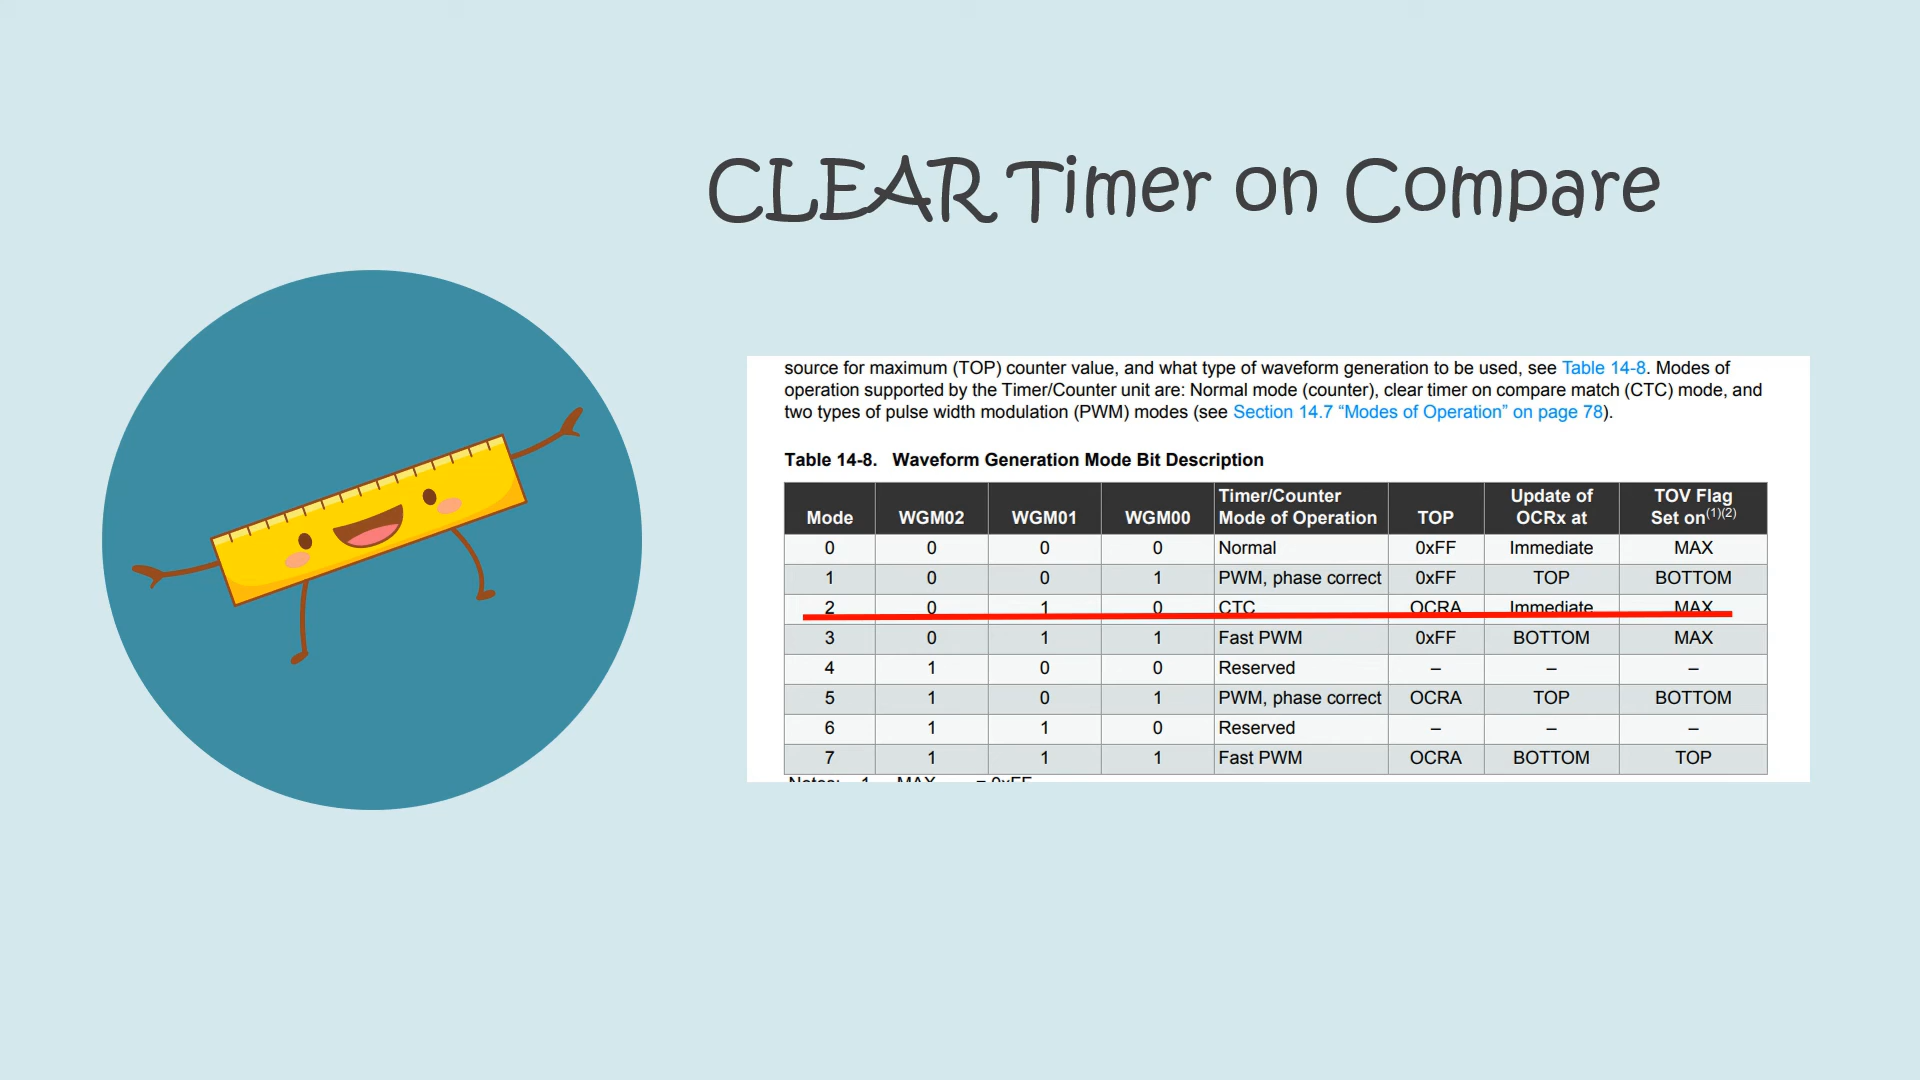 CLEAR Timer on Compare
source for maximum (TOP) counter value, and what type of waveform generation to be used, see Table 14-8. Modes of
operation supported by the Timer/Counter unit are: Normal mode (counter), clear timer on compare match (CTC) mode, and
two types of pulse width modulation (PWM) modes (see Section 14.7 “Modes of Operation” on page 78).
Table 14-8. Waveform Generation Mode Bit Description
Mode WGM02 WGM01 WGM00 Timer/Counter Mode of Operation TOP Update of OCRx at TOV Flag Set on(1)(2)
0 0 0 0 Normal 0xFF Immediate MAX
1 0 0 1 PWM, phase correct 0xFF TOP BOTTOM
2 0 1 0 CTC OCRA Immediate MAX
3 0 1 1 Fast PWM 0xFF BOTTOM MAX
4 1 0 0 Reserved – – –
5 1 0 1 PWM, phase correct OCRA TOP BOTTOM
6 1 1 0 Reserved – – –
7 1 1 1 Fast PWM OCRA BOTTOM TOP
Notes: 1. MAX = 0xFF